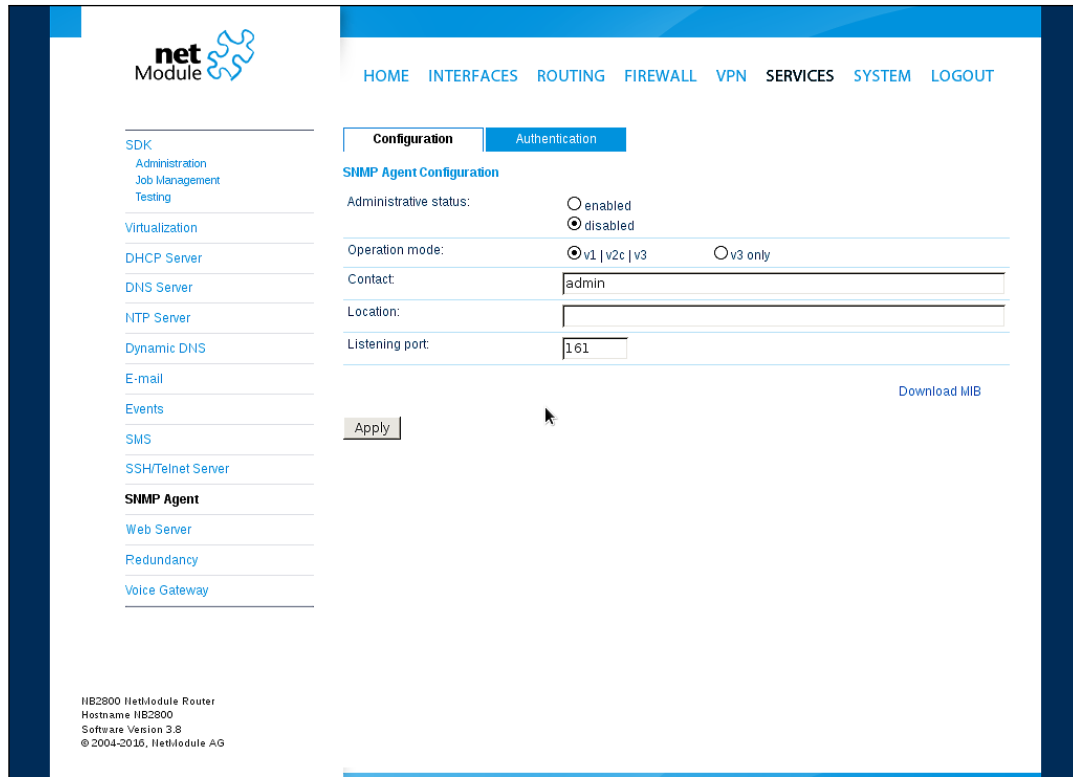 net
Module
HOME INTERFACES ROUTING FIREWALL VPN SERVICES SYSTEM LOGOUT
SDK
Administration
Job Management
Testing
Virtualization
DHCP Server
DNS Server
NTP Server
Dynamic DNS
E-mail
Events
SMS
SSH/Telnet Server
SNMP Agent
Web Server
Redundancy
Voice Gateway
Configuration Authentication
SNMP Agent Configuration
Administrative status: enabled
disabled
Operation mode: v1 | v2c | v3 v3 only
Contact: admin
Location:
Listening port: 161
Download MIB
Apply
NB2800 NetModule Router
Hostname NB2800
Software Version 3.8
© 2004-2016, NetModule AG